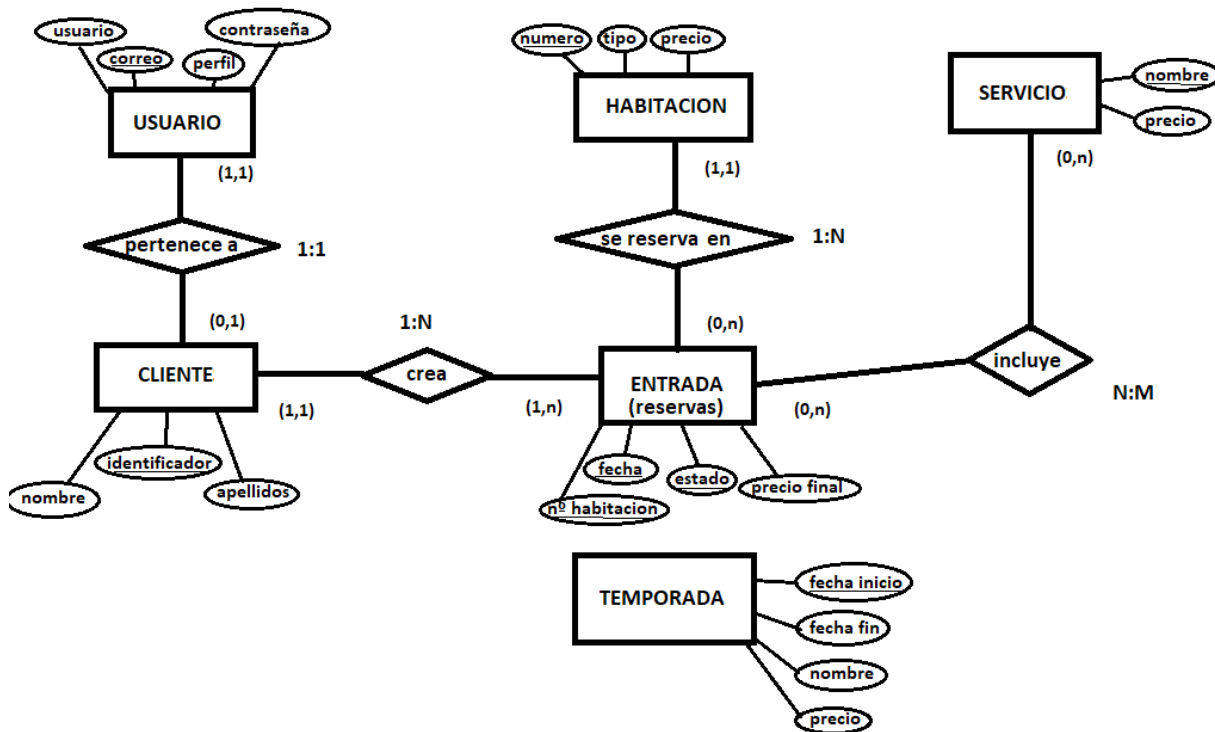 usuario
contraseña
correo
perfil
USUARIO
(1,1)
pertenece a
1:1
(0,1)
CLIENTE
(1,1)
nombre
identificador
apellidos
1:N
crea
(1,n)
numero
tipo
precio
HABITACION
(1,1)
se reserva en
1:N
(0,n)
ENTRADA
(reservas)
(0,n)
fecha
estado
precio final
nº habitacion
SERVICIO
nombre
precio
(0,n)
incluye
N:M
TEMPORADA
fecha inicio
fecha fin
nombre
precio